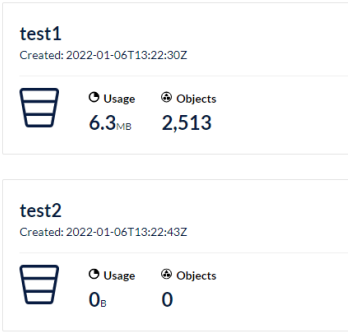 test1
Created: 2022-01-06T13:22:30Z
Usage Objects
6.3MB 2,513
test2
Created: 2022-01-06T13:22:43Z
Usage Objects
0B 0